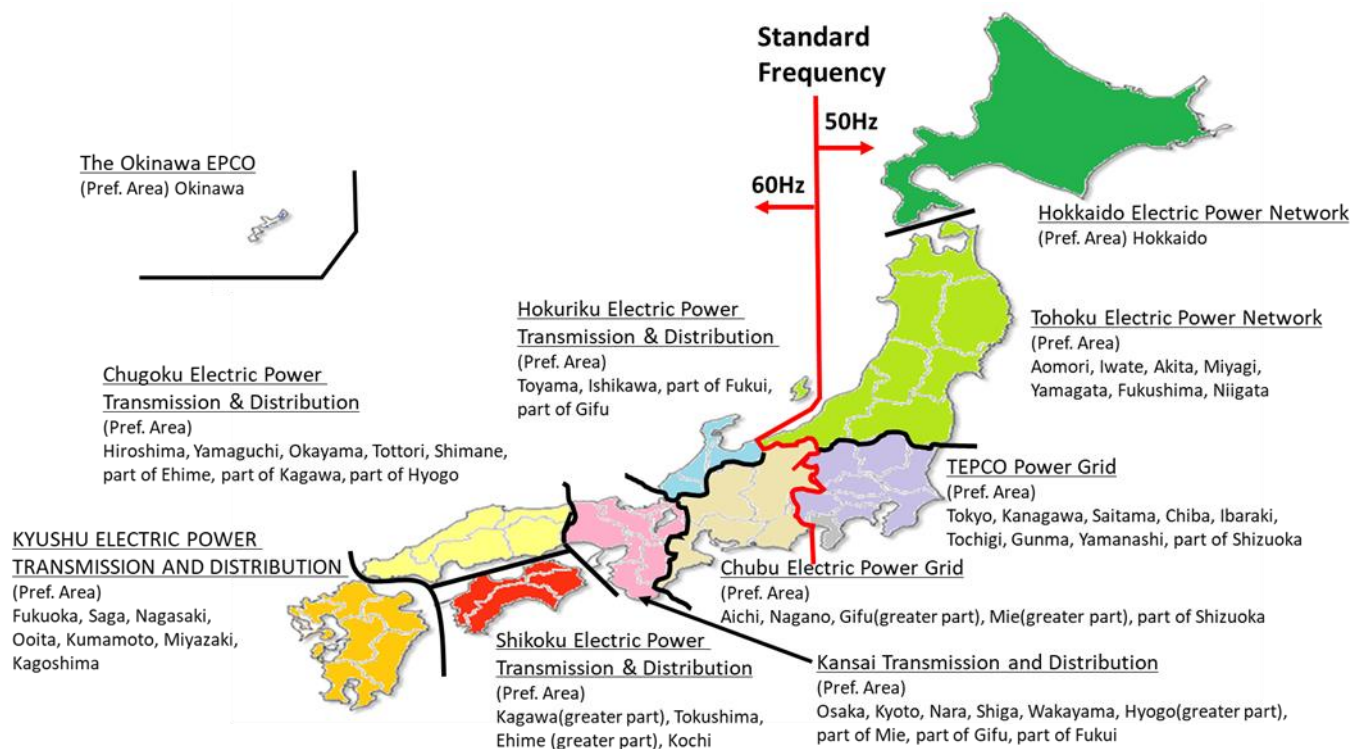 Standard
Frequency
50Hz
60Hz
The Okinawa EPCO
(Pref. Area) Okinawa
Hokkaido Electric Power Network
(Pref. Area) Hokkaido
Hokuriku Electric Power
Transmission & Distribution
(Pref. Area)
Toyama, Ishikawa, part of Fukui,
part of Gifu
Tohoku Electric Power Network
(Pref. Area)
Aomori, Iwate, Akita, Miyagi,
Yamagata, Fukushima, Niigata
Chugoku Electric Power
Transmission & Distribution
(Pref. Area)
Hiroshima, Yamaguchi, Okayama, Tottori, Shimane,
part of Ehime, part of Kagawa, part of Hyogo
TEPCO Power Grid
(Pref. Area)
Tokyo, Kanagawa, Saitama, Chiba, Ibaraki,
Tochigi, Gunma, Yamanashi, part of Shizuoka
KYUSHU ELECTRIC POWER
TRANSMISSION AND DISTRIBUTION
(Pref. Area)
Fukuoka, Saga, Nagasaki,
Ooita, Kumamoto, Miyazaki,
Kagoshima
Chubu Electric Power Grid
(Pref. Area)
Aichi, Nagano, Gifu(greater part), Mie(greater part), part of Shizuoka
Shikoku Electric Power
Transmission & Distribution
(Pref. Area)
Kagawa(greater part), Tokushima,
Ehime (greater part), Kochi
Kansai Transmission and Distribution
(Pref. Area)
Osaka, Kyoto, Nara, Shiga, Wakayama, Hyogo(greater part),
part of Mie, part of Gifu, part of Fukui